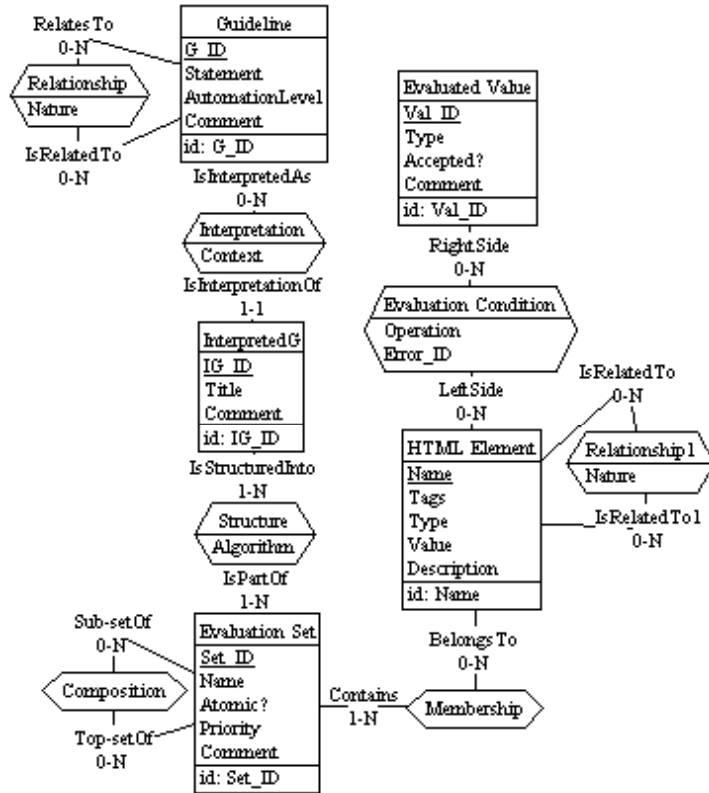 RelatesTo
0-N
Relationship
Nature
IsRelatedTo
0-N
Guideline
G_ID
Statement
AutomationLevel
Comment
id: G_ID
IsInterpretedAs
0-N
Interpretation
Context
IsInterpretationOf
1-1
InterpretedG
IG_ID
Title
Comment
id: IG_ID
IsStructuredInto
1-N
Structure
Algorithm
IsPartOf
1-N
Evaluation Set
Set_ID
Name
Atomic?
Priority
Comment
id: Set_ID
Sub-setOf
0-N
Composition
Top-setOf
0-N
Contains
1-N
Membership
BelongsTo
0-N
Evaluated Value
Val_ID
Type
Accepted?
Comment
id: Val_ID
RightSide
0-N
Evaluation Condition
Operation
Error_ID
LeftSide
0-N
HTML Element
Name
Tags
Type
Value
Description
id: Name
IsRelatedTo
0-N
Relationship1
Nature
IsRelatedTo1
0-N